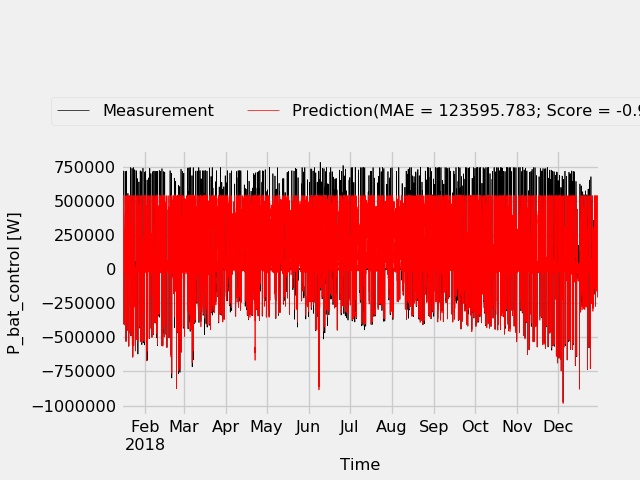 Measurement
Prediction(MAE = 123595.783; Score = -0.9
750000
500000
250000
0
−250000
−500000
−750000
−1000000
P_bat_control [W]
Feb Mar Apr May Jun Jul Aug Sep Oct Nov Dec
2018
Time